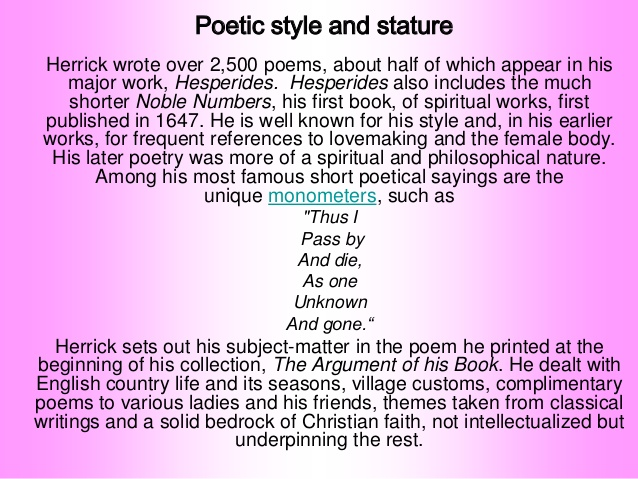 Poetic style and stature
Herrick wrote over 2,500 poems, about half of which appear in his
major work, Hesperides.  Hesperides also includes the much
shorter Noble Numbers, his first book, of spiritual works, first
published in 1647. He is well known for his style and, in his earlier
works, for frequent references to lovemaking and the female body.
His later poetry was more of a spiritual and philosophical nature.
Among his most famous short poetical sayings are the
unique monometers, such as
"Thus I
Pass by
And die,
As one
Unknown
And gone.“
Herrick sets out his subject-matter in the poem he printed at the
beginning of his collection, The Argument of his Book. He dealt with
English country life and its seasons, village customs, complimentary
poems to various ladies and his friends, themes taken from classical
writings and a solid bedrock of Christian faith, not intellectualized but
underpinning the rest.